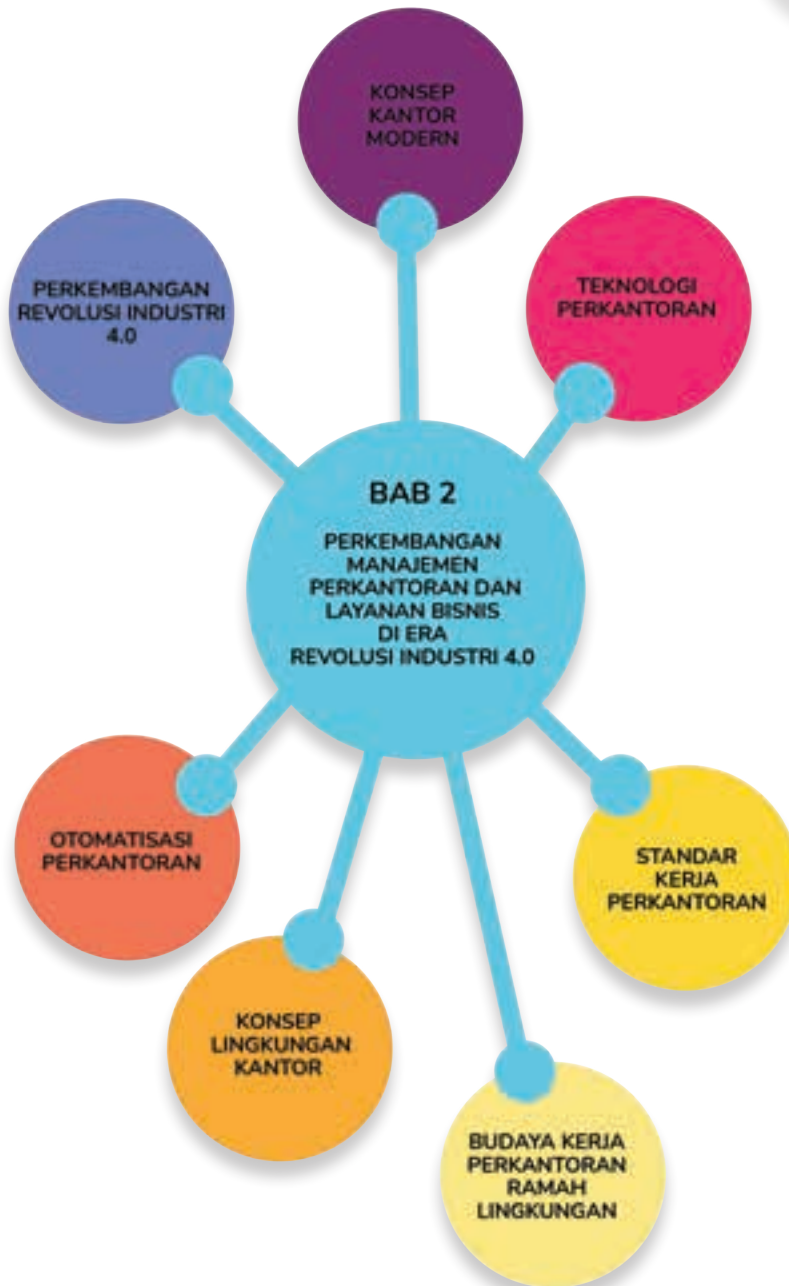 KONSEP
KANTOR
MODERN
PERKEMBANGAN
REVOLUSI INDUSTRI
4.0
TEKNOLOGI
PERKANTORAN
BAB 2
PERKEMBANGAN
MANAJEMEN
PERKANTORAN DAN
LAYANAN BISNIS
DI ERA
REVOLUSI INDUSTRI 4.0
OTOMATISASI
PERKANTORAN
STANDAR
KERJA
PERKANTORAN
KONSEP
LINGKUNGAN
KANTOR
BUDAYA KERJA
PERKANTORAN
RAMAH
LINGKUNGAN